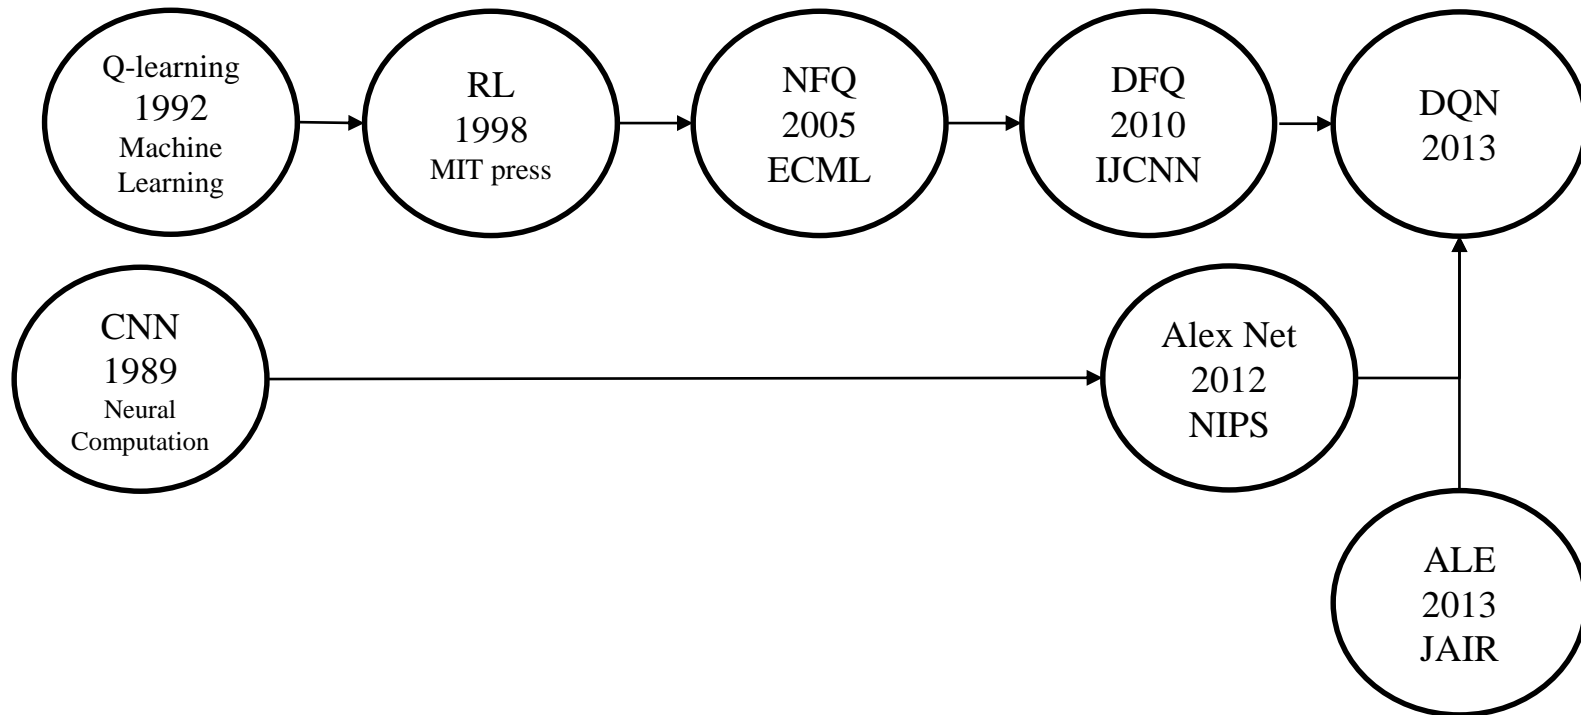 Q-learning
1992
Machine
Learning
RL
1998
MIT press
NFQ
2005
ECML
DFQ
2010
IJCNN
DQN
2013
CNN
1989
Neural
Computation
Alex Net
2012
NIPS
ALE
2013
JAIR